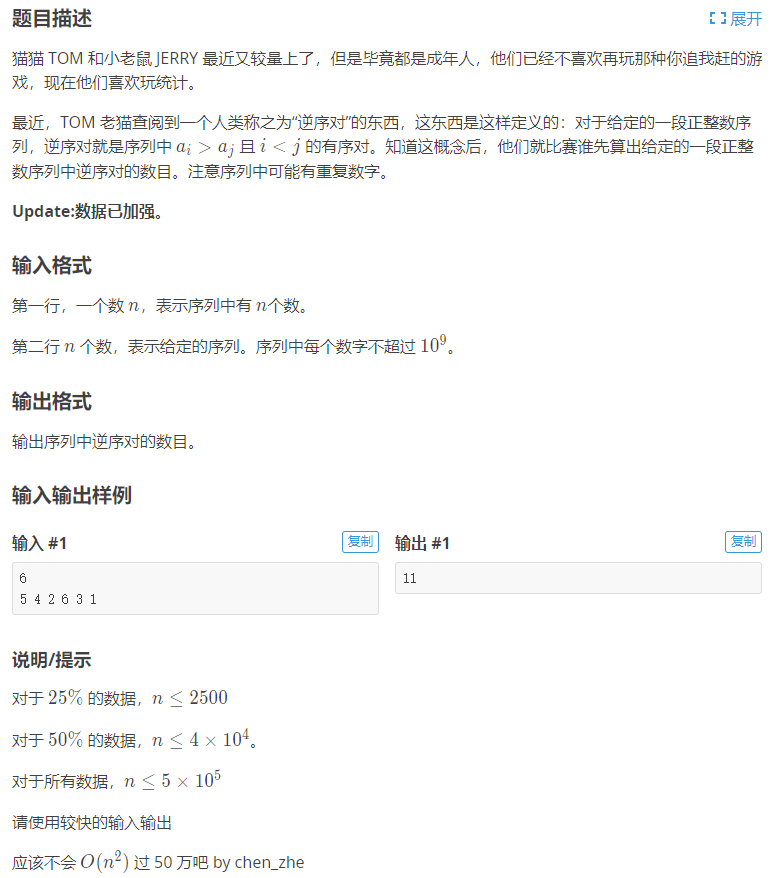 题目描述
展开
猫猫 TOM 和小老鼠 JERRY 最近又较量上了，但是毕竟都是成年人，他们已经不喜欢再玩那种你追我赶的游
戏，现在他们喜欢玩统计。
最近，TOM 老猫查阅到一个人类称之为“逆序对”的东西，这东西是这样定义的：对于给定的一段正整数序
列，逆序对就是序列中 a_i > a_j 且 i < j 的有序对。知道这概念后，他们就比赛谁先算出给定的一段正整
数序列中逆序对的数目。注意序列中可能有重复数字。
Update:数据已加强。
输入格式
第一行，一个数 n，表示序列中有 n个数。
第二行 n 个数，表示给定的序列。序列中每个数字不超过 10^9。
输出格式
输出序列中逆序对的数目。
输入输出样例
输入 #1
复制
6
5 4 2 6 3 1
输出 #1
复制
11
说明/提示
对于 25% 的数据，n ≤ 2500
对于 50% 的数据，n ≤ 4 × 10^4。
对于所有数据，n ≤ 5 × 10^5
请使用较快的输入输出
应该不会 O(n^2) 过 50 万吧 by chen_zhe